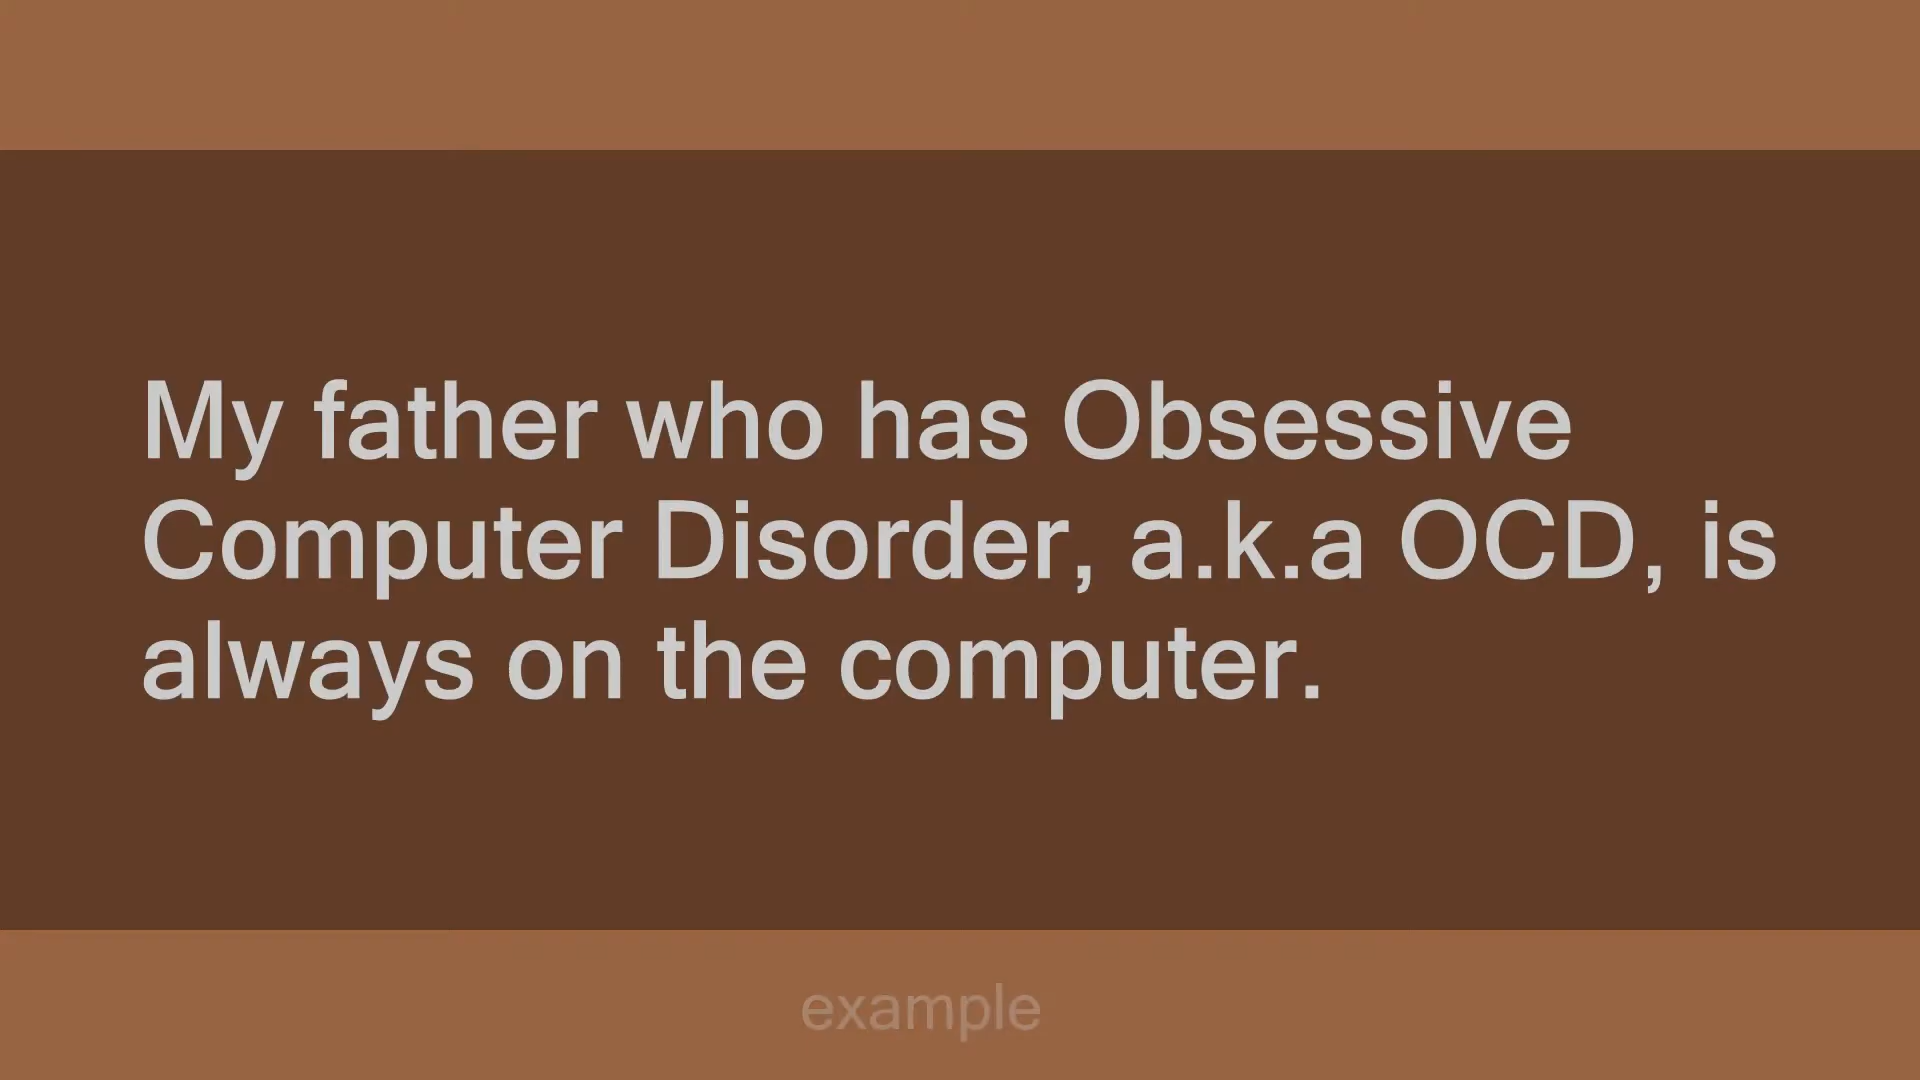 My father who has Obsessive
Computer Disorder, a.k.a OCD, is
always on the computer.
example